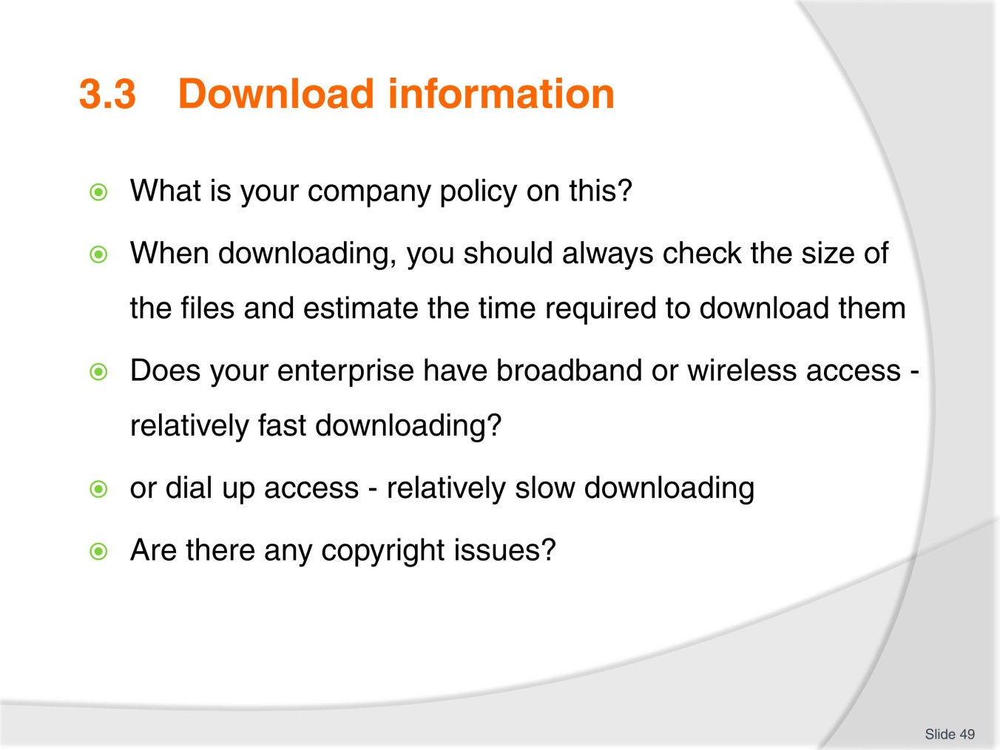 3.3 Download information
What is your company policy on this?
When downloading, you should always check the size of
the files and estimate the time required to download them
Does your enterprise have broadband or wireless access -
relatively fast downloading?
or dial up access - relatively slow downloading
Are there any copyright issues?
Slide 49